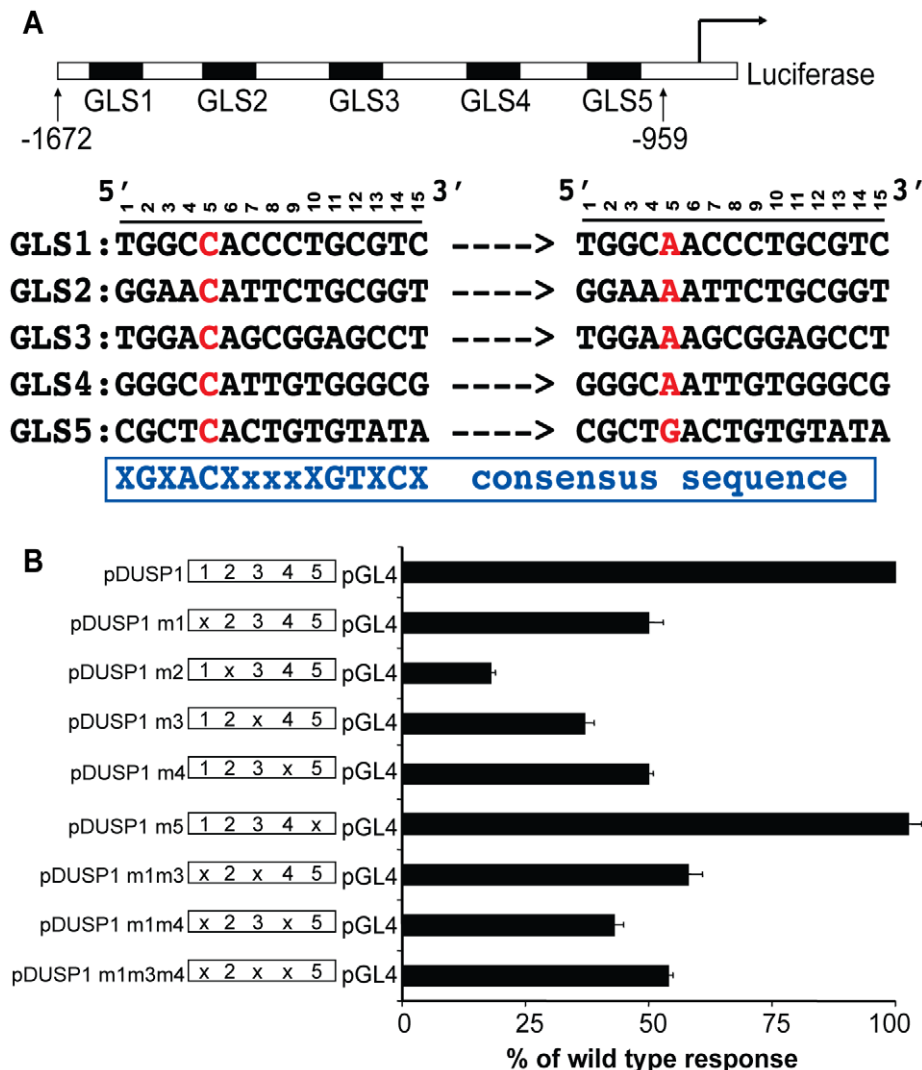 A
Luciferase
GLS1 GLS2 GLS3 GLS4 GLS5
-1672 -959
5′ 1 2 3 4 5 6 7 8 9 10 11 12 13 14 15 3′ 5′ 1 2 3 4 5 6 7 8 9 10 11 12 13 14 15 3′
GLS1:TGGCCACCCTGCGTC ----> TGGCAACCCTGCGTC
GLS2:GGAACATTCTGCGGT ----> GGAAAATTCTGCGGT
GLS3:TGGACAGCGGAGCCT ----> TGGAAAGCGGAGCCT
GLS4:GGGCCATTGTGGGCG ----> GGGCAATTGTGGGCG
GLS5:CGCTCACTGTGTATA ----> CGCTGACTGTGTATA
XGXACXxxxXGTXCX consensus sequence
B
pDUSP1 1 2 3 4 5 pGL4
pDUSP1 m1 x 2 3 4 5 pGL4
pDUSP1 m2 1 x 3 4 5 pGL4
pDUSP1 m3 1 2 x 4 5 pGL4
pDUSP1 m4 1 2 3 x 5 pGL4
pDUSP1 m5 1 2 3 4 x pGL4
pDUSP1 m1m3 x 2 x 4 5 pGL4
pDUSP1 m1m4 x 2 3 x 5 pGL4
pDUSP1 m1m3m4 x 2 x x 5 pGL4
0 25 50 75 100
% of wild type response